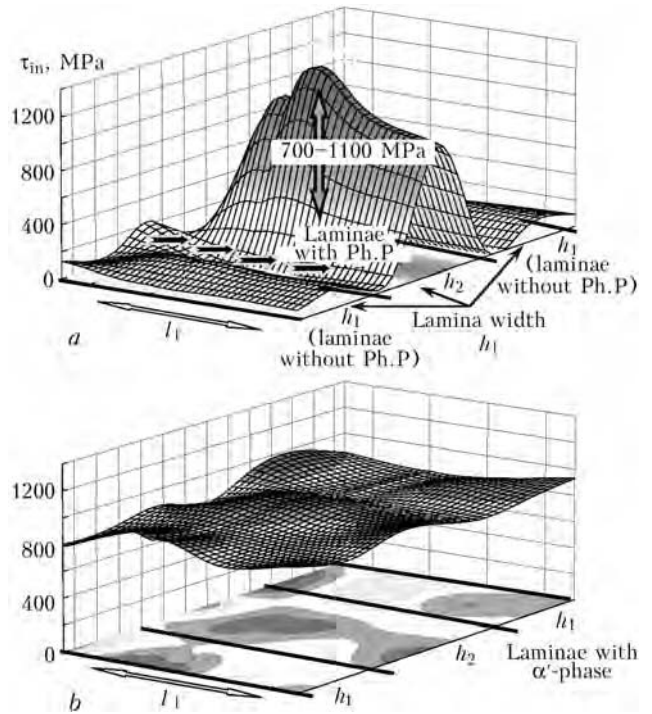 τin, MPa
1200
800
400
0
700–1100 MPa
Laminae
with Ph.P
h1
(laminae
without Ph.P)
h2
Lamina width
h1
h1
(laminae
without Ph.P)
l1
a
1200
800
400
0
h1
h2
Laminae with
α′-phase
h1
l1
b